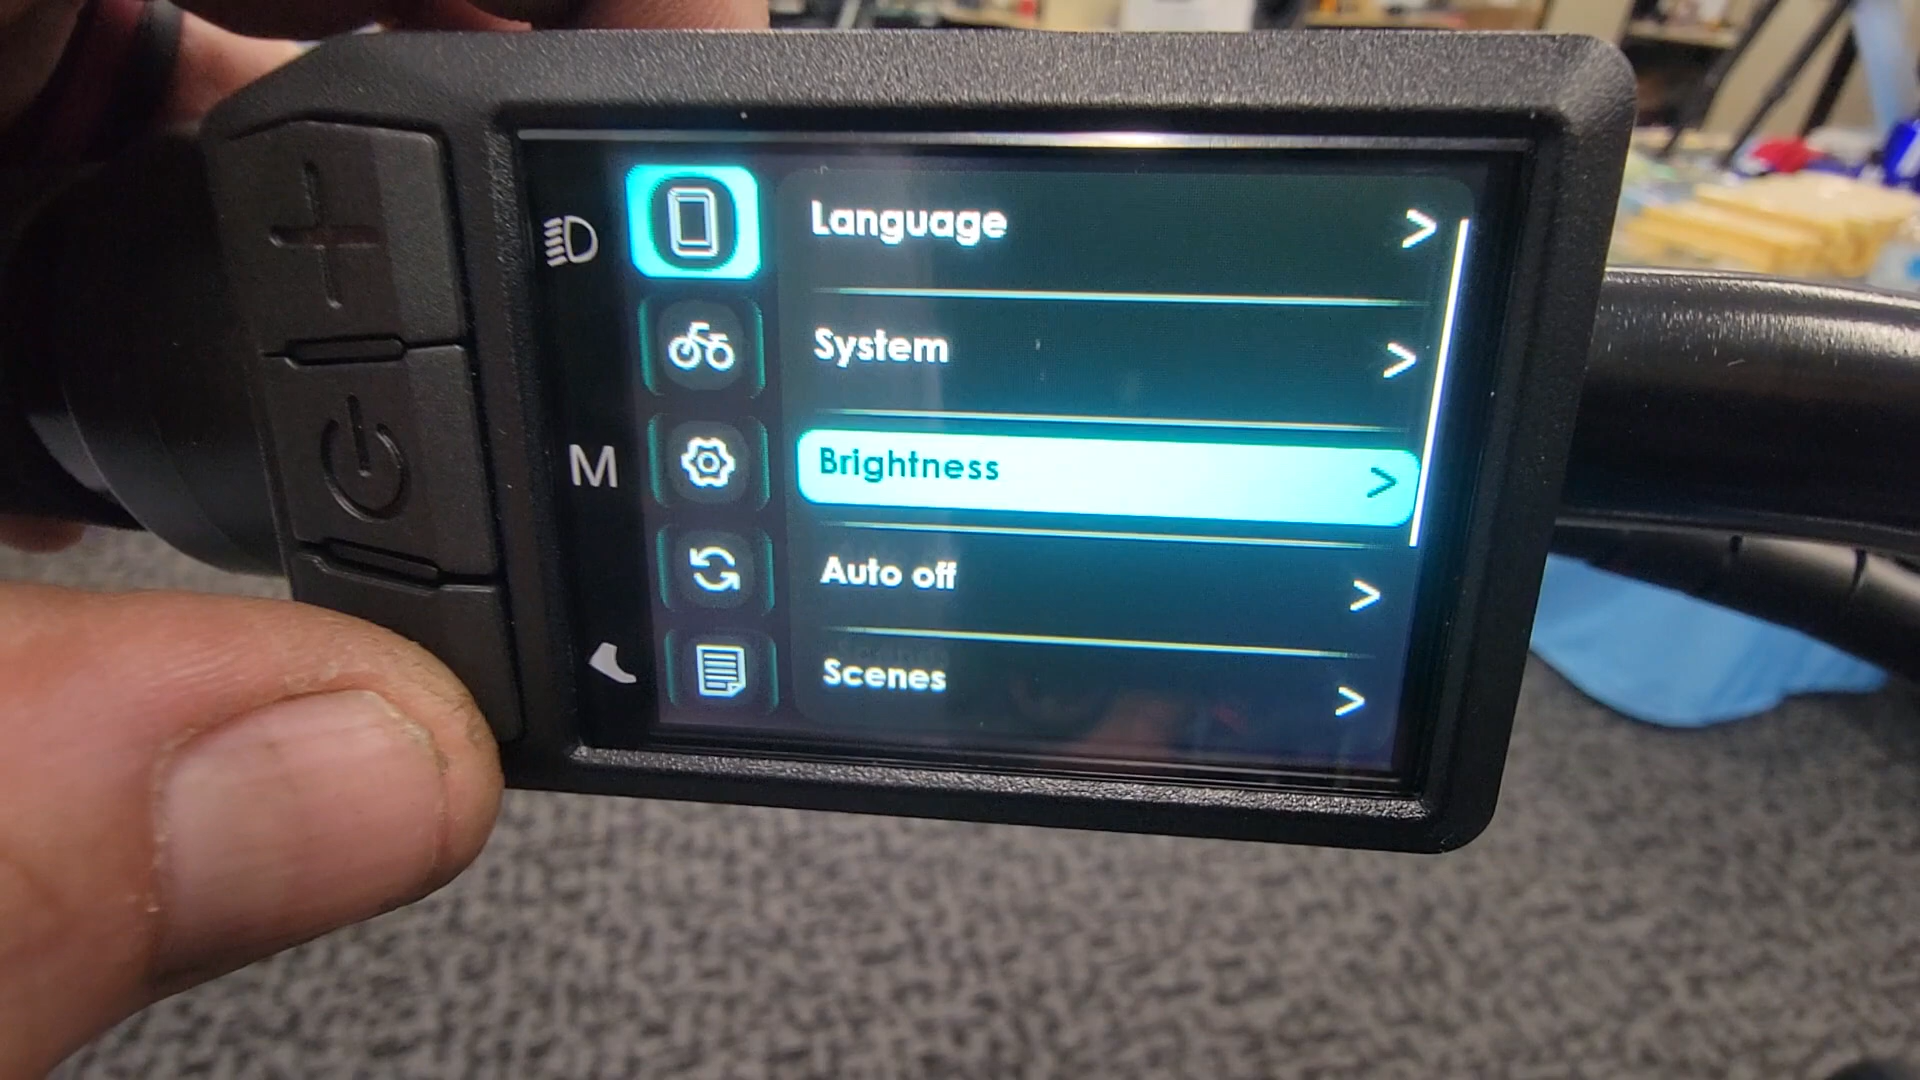 Language >
System >
Brightness >
M
Auto off >
Scenes >